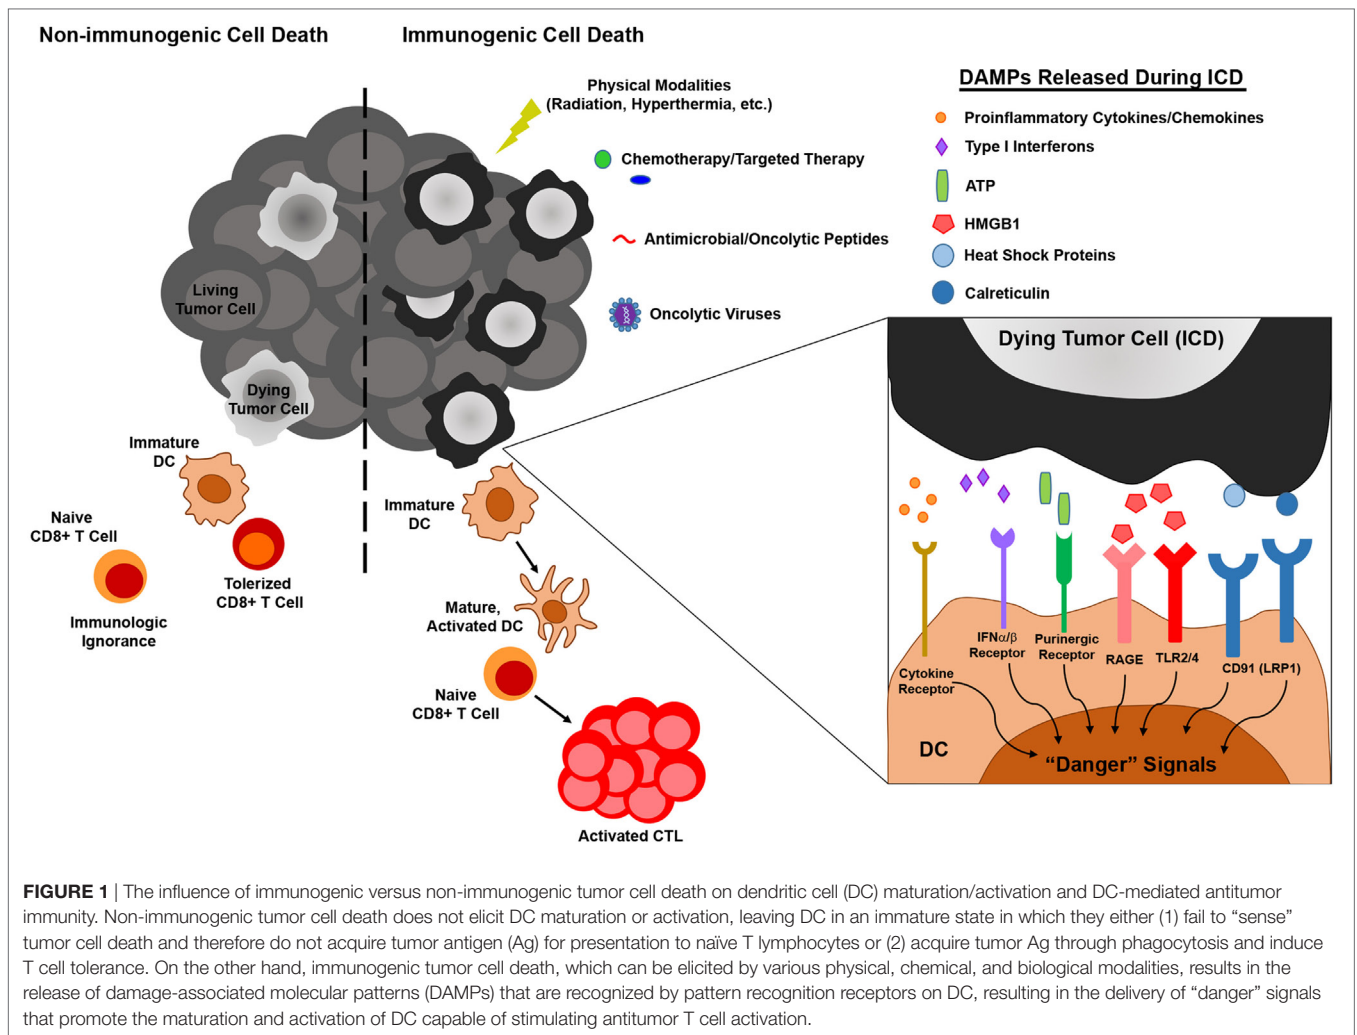 Non-immunogenic Cell Death
Immunogenic Cell Death
Physical Modalities
(Radiation, Hyperthermia, etc.)
Chemotherapy/Targeted Therapy
Antimicrobial/Oncolytic Peptides
Oncolytic Viruses
DAMPs Released During ICD
Proinflammatory Cytokines/Chemokines
Type I Interferons
ATP
HMGB1
Heat Shock Proteins
Calreticulin
Living
Tumor Cell
Dying
Tumor Cell
Immature
DC
Naive
CD8+ T Cell
Tolerized
CD8+ T Cell
Immunologic
Ignorance
Immature
DC
Mature,
Activated DC
Naive
CD8+ T Cell
Activated CTL
Dying Tumor Cell (ICD)
Cytokine
Receptor
IFNα/β
Receptor
Purinergic
Receptor
RAGE
TLR2/4
CD91 (LRP1)
DC
“Danger” Signals
FIGURE 1 | The influence of immunogenic versus non-immunogenic tumor cell death on dendritic cell (DC) maturation/activation and DC-mediated antitumor
immunity. Non-immunogenic tumor cell death does not elicit DC maturation or activation, leaving DC in an immature state in which they either (1) fail to “sense”
tumor cell death and therefore do not acquire tumor antigen (Ag) for presentation to naïve T lymphocytes or (2) acquire tumor Ag through phagocytosis and induce
T cell tolerance. On the other hand, immunogenic tumor cell death, which can be elicited by various physical, chemical, and biological modalities, results in the
release of damage-associated molecular patterns (DAMPs) that are recognized by pattern recognition receptors on DC, resulting in the delivery of “danger” signals
that promote the maturation and activation of DC capable of stimulating antitumor T cell activation.